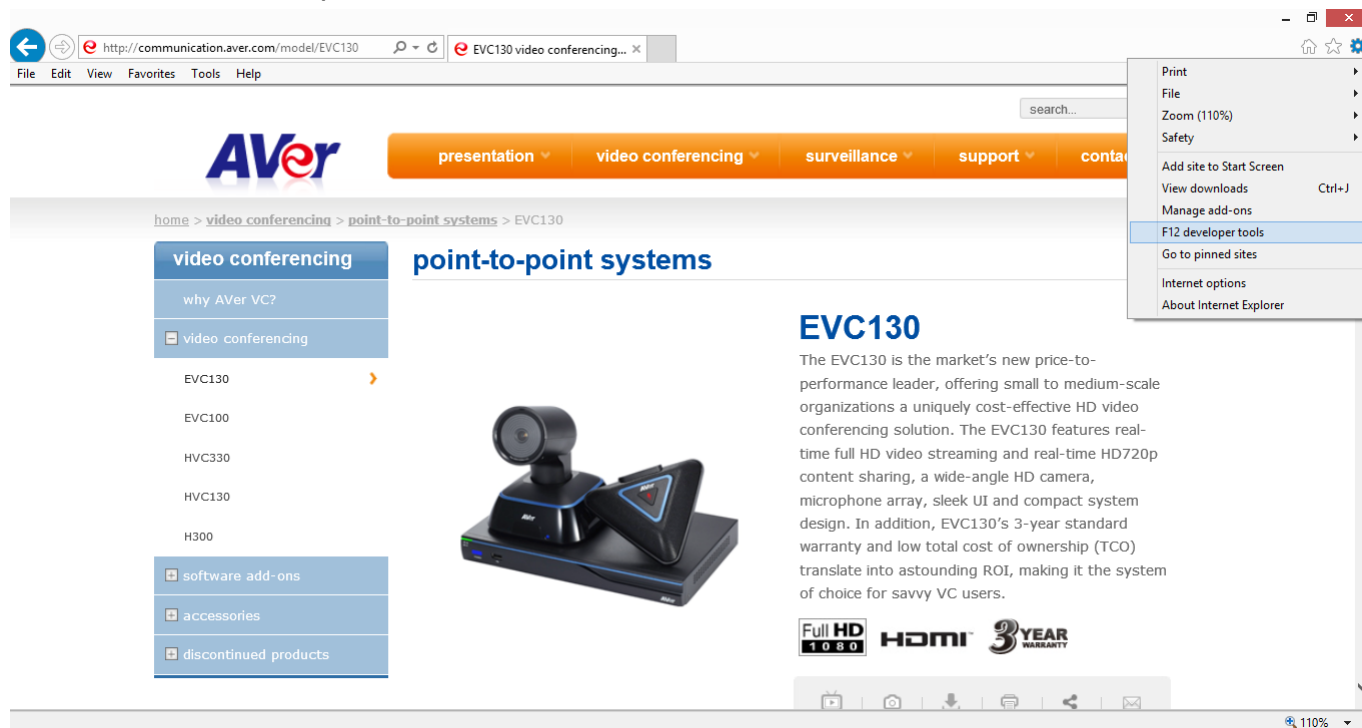 http://communication.aver.com/model/EVC130
EVC130 video conferencing...
File Edit View Favorites Tools Help
Print
File
Zoom (110%)
Safety
Add site to Start Screen
View downloads Ctrl+J
Manage add-ons
F12 developer tools
Go to pinned sites
Internet options
About Internet Explorer
search...
AVer
presentation video conferencing surveillance support
home > video conferencing > point-to-point systems > EVC130
video conferencing
why AVer VC?
video conferencing
EVC130
EVC100
HVC330
HVC130
H300
software add-ons
accessories
discontinued products
point-to-point systems
EVC130
The EVC130 is the market's new price-to-
performance leader, offering small to medium-scale
organizations a uniquely cost-effective HD video
conferencing solution. The EVC130 features real-
time full HD video streaming and real-time HD720p
content sharing, a wide-angle HD camera,
microphone array, sleek UI and compact system
design. In addition, EVC130's 3-year standard
warranty and low total cost of ownership (TCO)
translate into astounding ROI, making it the system
of choice for savvy VC users.
Full HD
1080
HDMI
3 YEAR
WARRANTY
110%